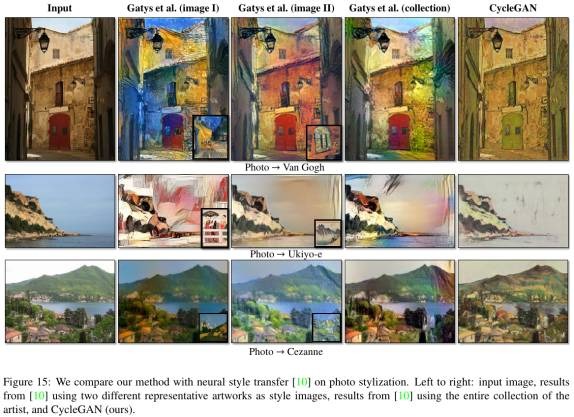 Input Gatys et al. (image I) Gatys et al. (image II) Gatys et al. (collection) CycleGAN
Photo → Van Gogh
Photo → Ukiyo-e
Photo → Cezanne
Figure 15: We compare our method with neural style transfer [10] on photo stylization. Left to right: input image, results
from [10] using two different representative artworks as style images, results from [10] using the entire collection of the
artist, and CycleGAN (ours).